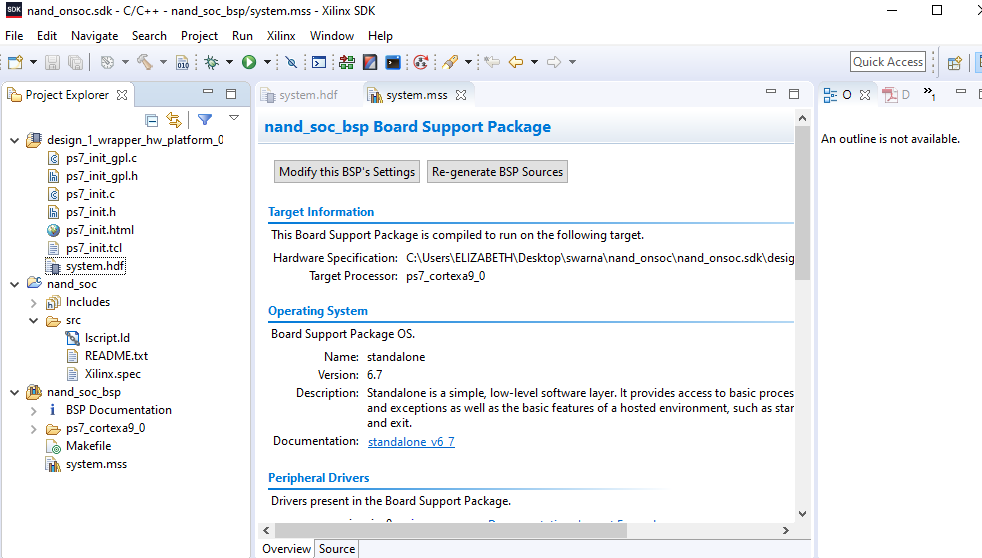 nand_onsoc.sdk - C/C++ - nand_soc_bsp/system.mss - Xilinx SDK
File Edit Navigate Search Project Run Xilinx Window Help
Quick Access
Project Explorer
design_1_wrapper_hw_platform_0
ps7_init_gpl.c
ps7_init_gpl.h
ps7_init.c
ps7_init.h
ps7_init.html
ps7_init.tcl
system.hdf
nand_soc
Includes
src
lscript.ld
README.txt
Xilinx.spec
nand_soc_bsp
BSP Documentation
ps7_cortexa9_0
Makefile
system.mss
system.hdf system.mss
nand_soc_bsp Board Support Package
Modify this BSP's Settings Re-generate BSP Sources
Target Information
This Board Support Package is compiled to run on the following target.
Hardware Specification: C:\Users\ELIZABETH\Desktop\swarna\nand_onsoc\nand_onsoc.sdk\desig
Target Processor: ps7_cortexa9_0
Operating System
Board Support Package OS.
Name: standalone
Version: 6.7
Description: Standalone is a simple, low-level software layer. It provides access to basic proces
and exceptions as well as the basic features of a hosted environment, such as star
and exit.
Documentation: standalone_v6_7
Peripheral Drivers
Drivers present in the Board Support Package.
Overview Source
O D »1
An outline is not available.